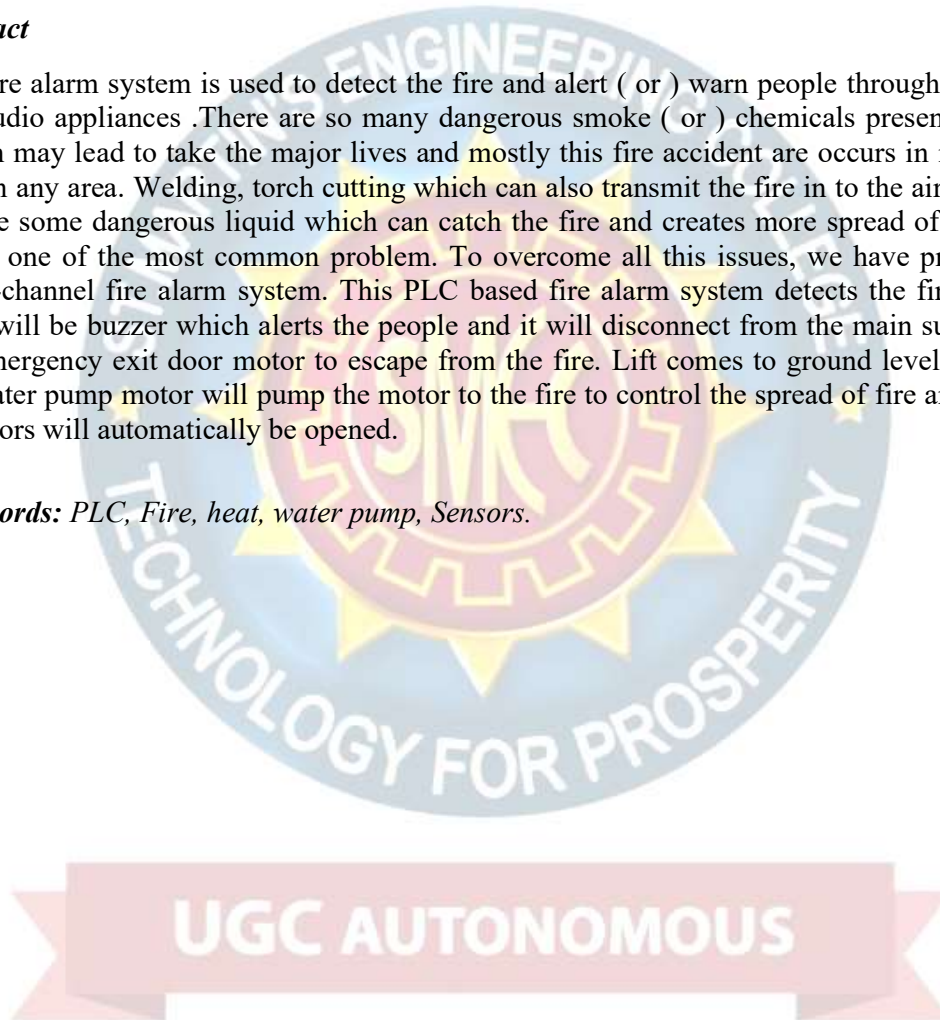 act
re alarm system is used to detect the fire and alert ( or ) warn people through
udio appliances .There are so many dangerous smoke ( or ) chemicals presen
n may lead to take the major lives and mostly this fire accident are occurs in
n any area. Welding, torch cutting which can also transmit the fire in to the air
e some dangerous liquid which can catch the fire and creates more spread of
one of the most common problem. To overcome all this issues, we have pr
-channel fire alarm system. This PLC based fire alarm system detects the fir
will be buzzer which alerts the people and it will disconnect from the main su
mergency exit door motor to escape from the fire. Lift comes to ground level
ater pump motor will pump the motor to the fire to control the spread of fire a
ors will automatically be opened.
ords: PLC, Fire, heat, water pump, Sensors.
ST.MARTIN'S ENGINEERING COLLEGE
SMEC
TECHNOLOGY FOR PROSPERITY
UGC AUTONOMOUS